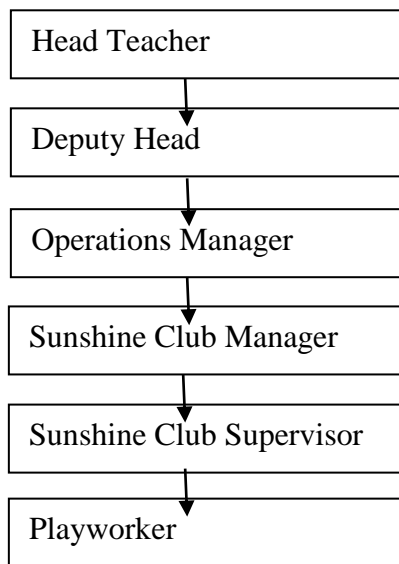 Head Teacher
Deputy Head
Operations Manager
Sunshine Club Manager
Sunshine Club Supervisor
Playworker